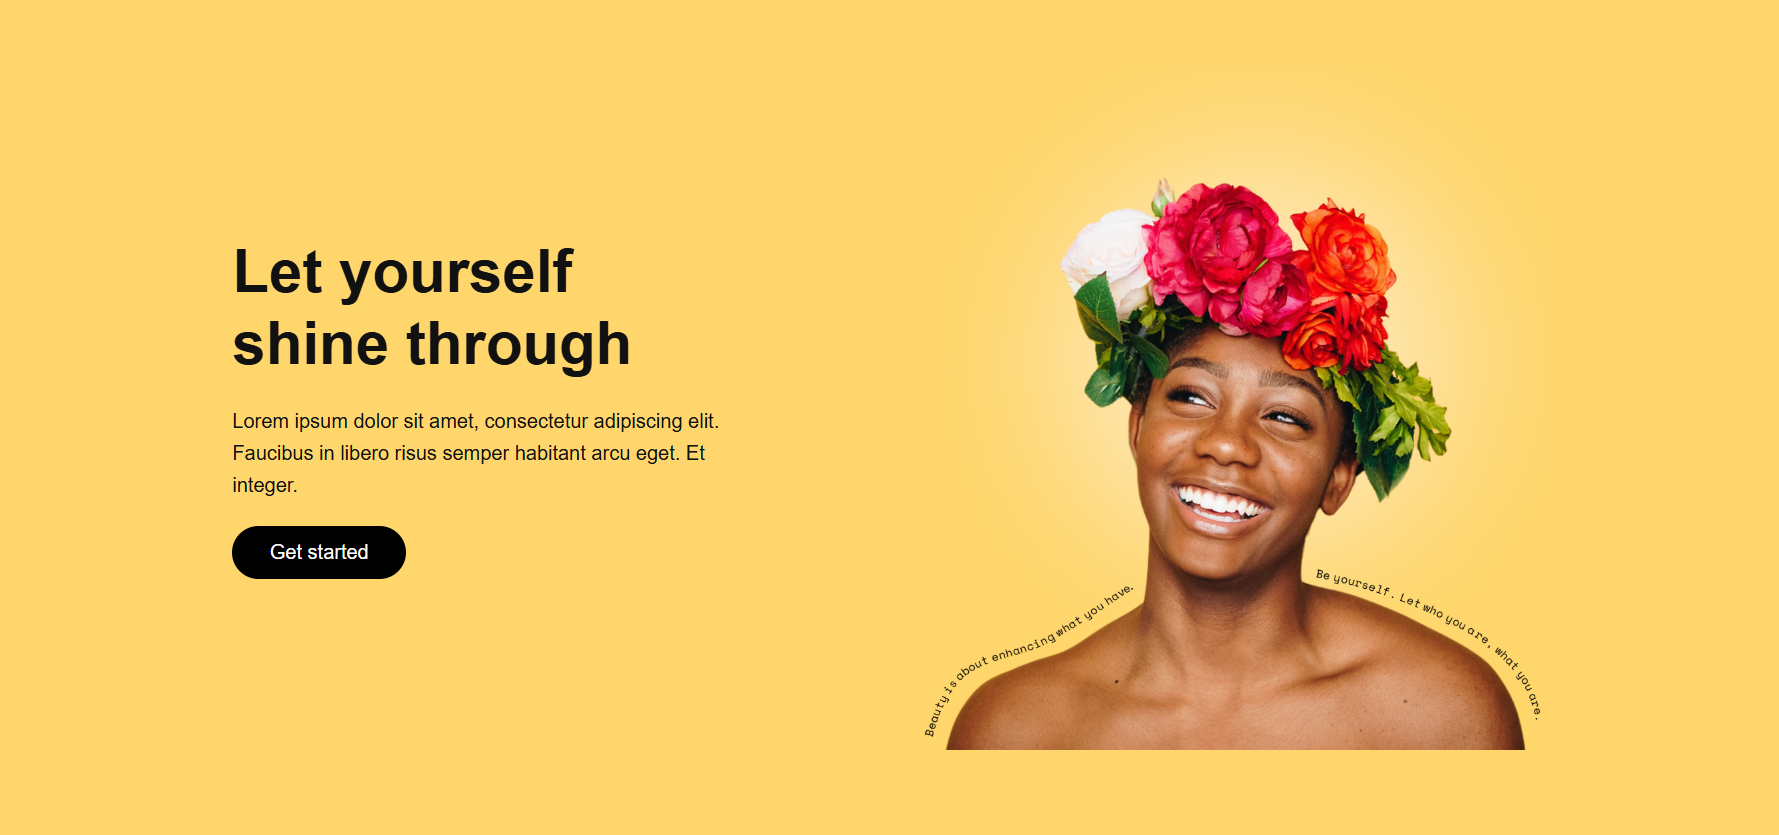 Let yourself
shine through
Lorem ipsum dolor sit amet, consectetur adipiscing elit.
Faucibus in libero risus semper habitant arcu eget. Et
integer.
Get started
Beauty is about enhancing what you have.
Be yourself. Let who you are, what you are.